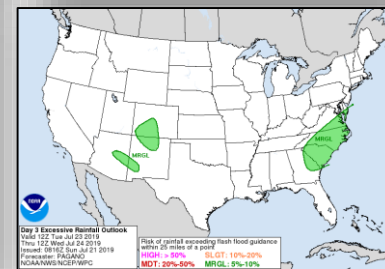 MRGL
MRGL
NOAA
Day 3 Excessive Rainfall Outlook
Valid 12Z Tue Jul 23 2019
Thru 12Z Wed Jul 24 2019
Issued: 0816Z Sun Jul 21 2019
Forecaster: PAGANO
NOAA/NWS/NCEP/WPC
Risk of rainfall exceeding flash flood guidance
within 25 miles of a point
HIGH: > 50% SLGT: 10%-20%
MDT: 20%-50% MRGL: 5%-10%